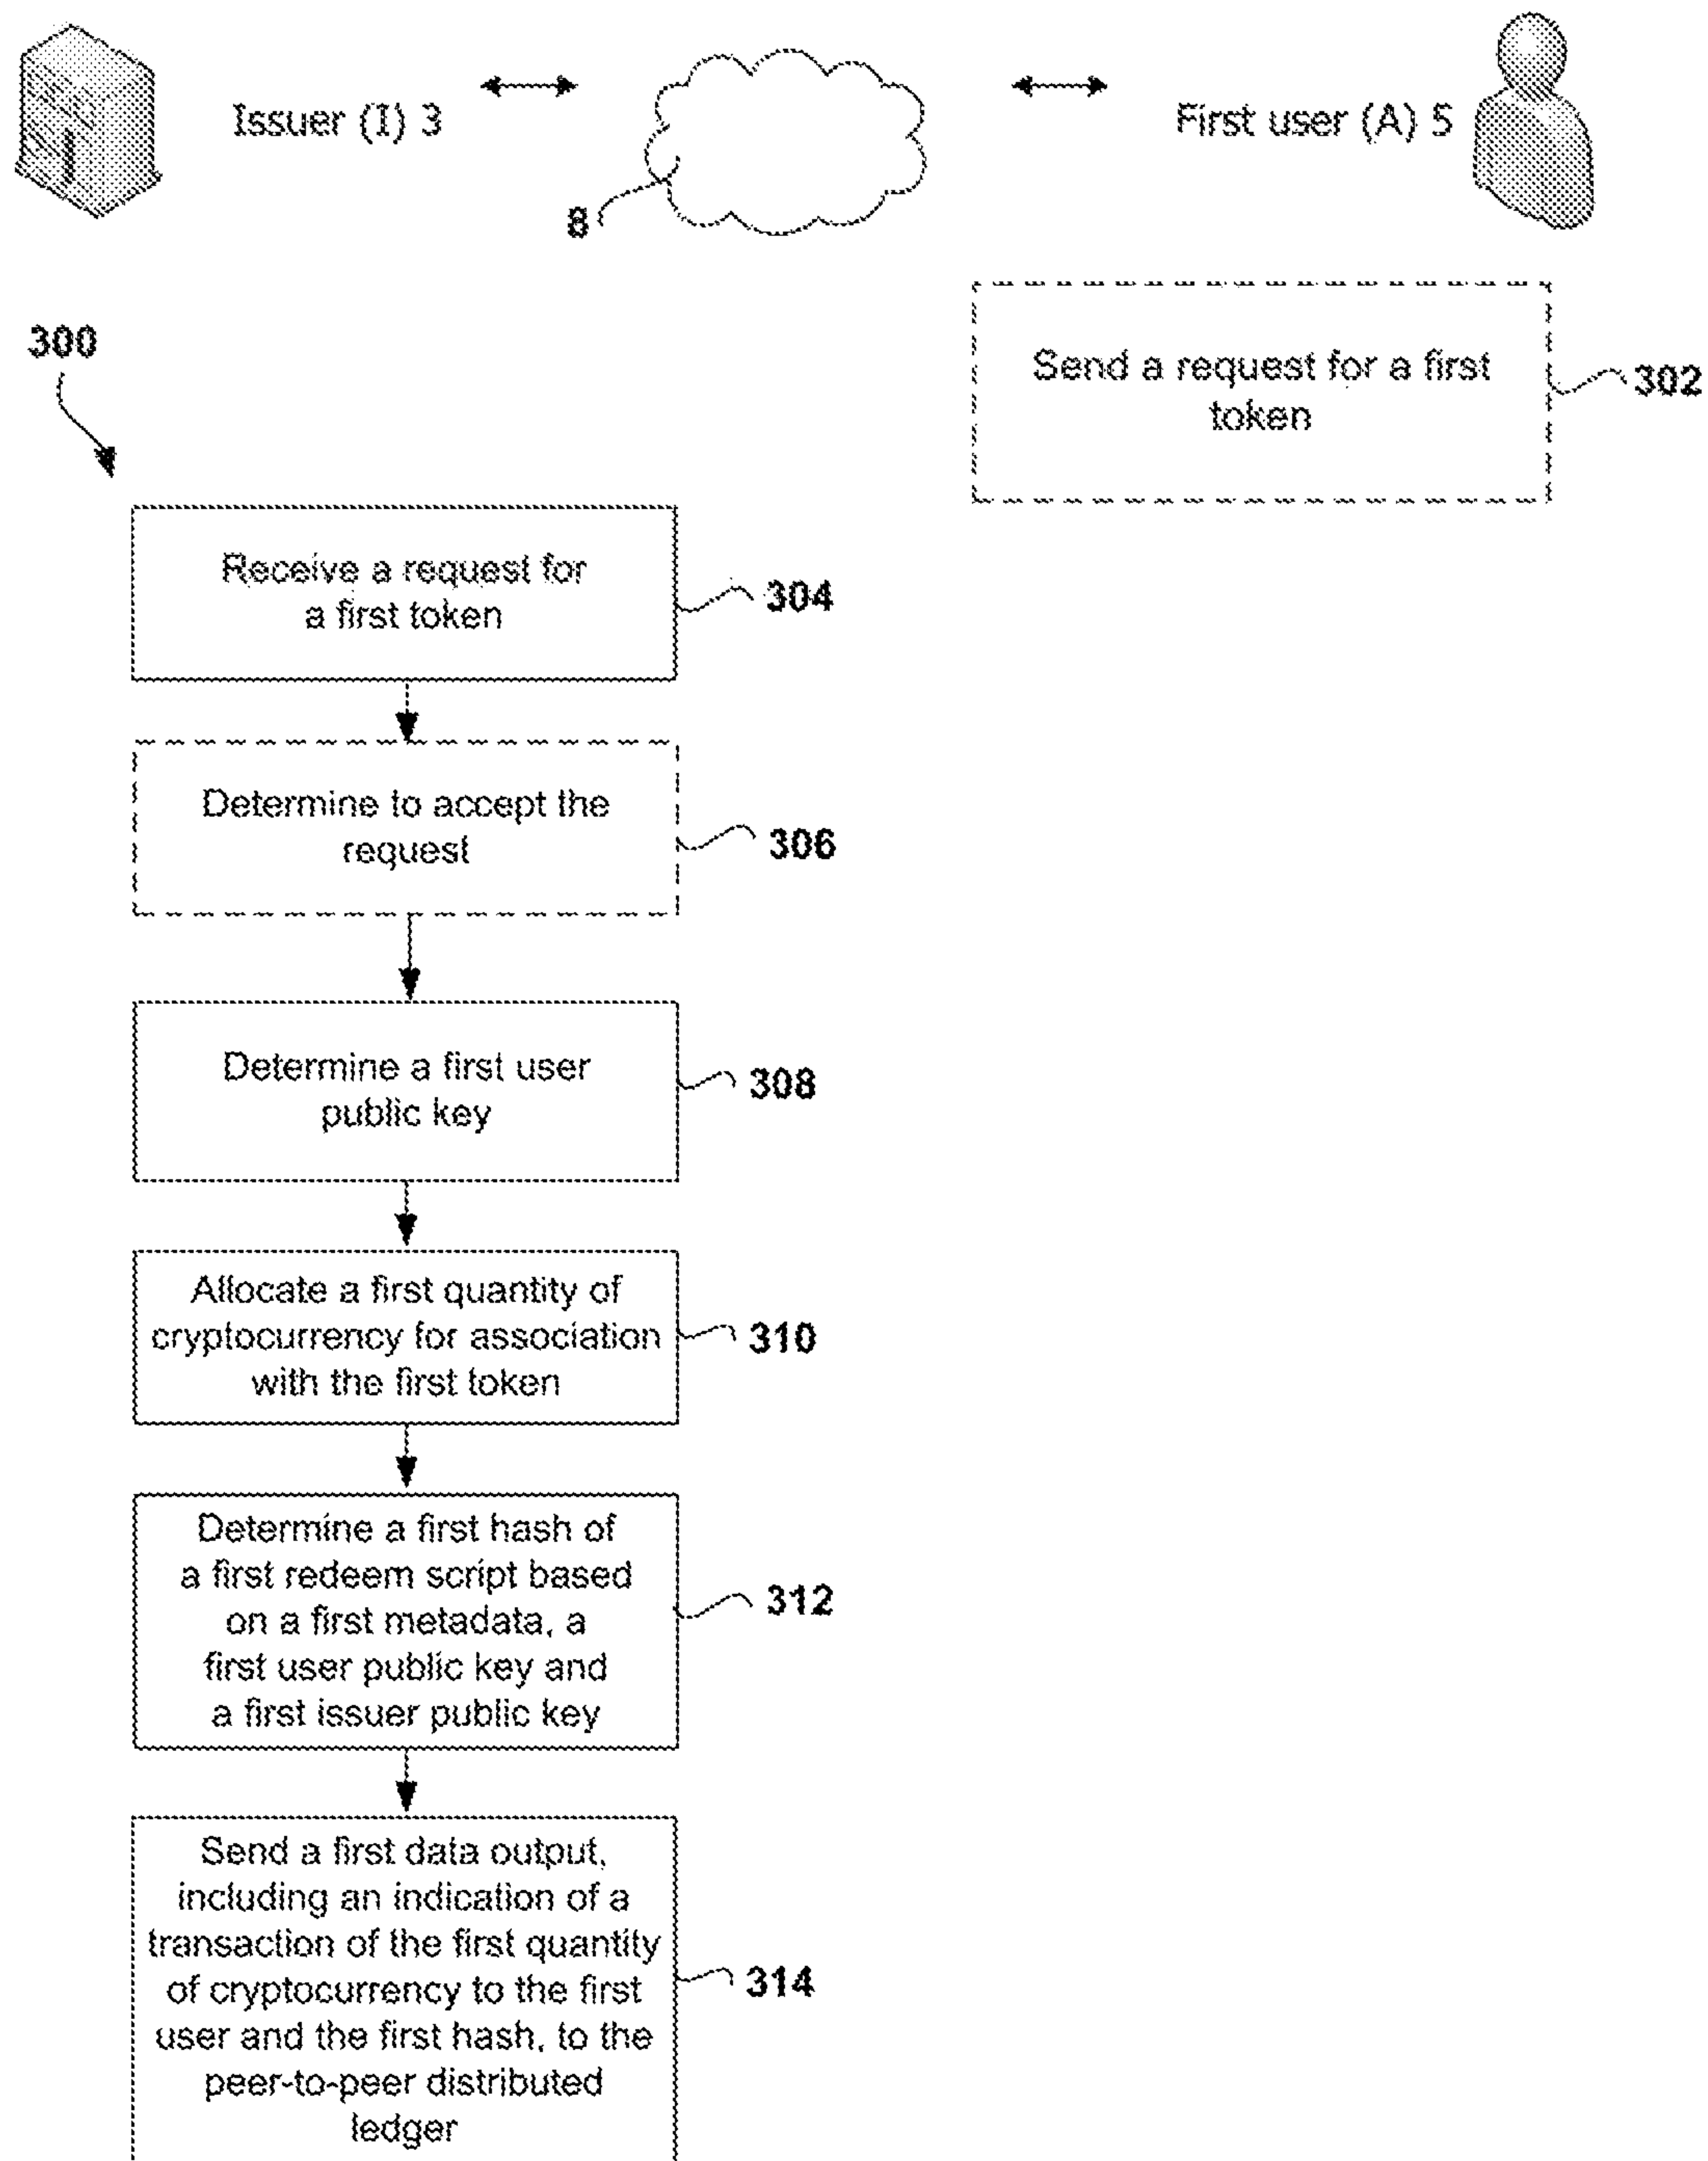 Issuer (I) 3
First user (A) 5
8
300
Send a request for a first
token
302
Receive a request for
a first token
304
Determine to accept the
request
306
Determine a first user
public key
308
Allocate a first quantity of
cryptocurrency for association
with the first token
310
Determine a first hash of
a first redeem script based
on a first metadata, a
first user public key and
a first issuer public key
312
Send a first data output,
including an indication of a
transaction of the first quantity
of cryptocurrency to the first
user and the first hash, to the
peer-to-peer distributed
ledger
314